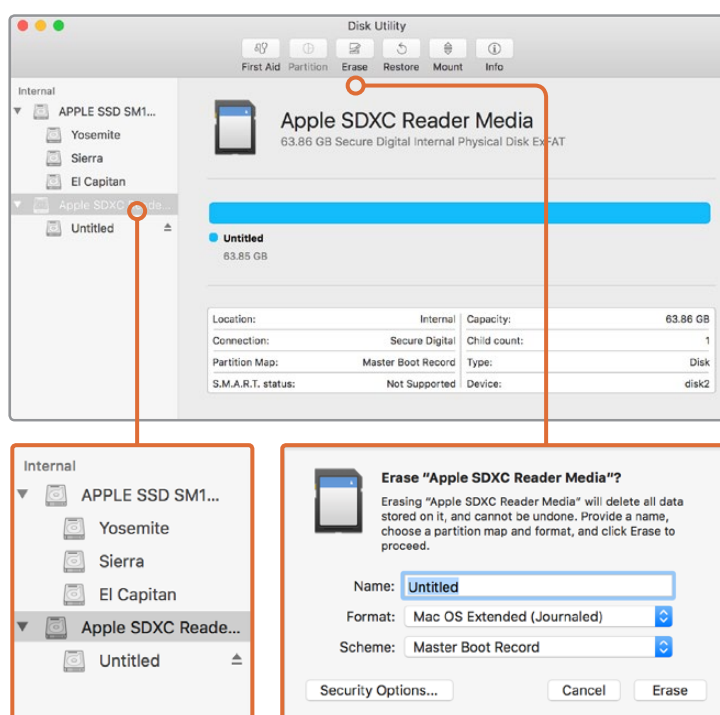 Disk Utility
First Aid Partition Erase Restore Mount Info
Internal
APPLE SSD SM1...
Yosemite
Sierra
El Capitan
Apple SDXC Reade...
Untitled
Apple SDXC Reader Media
63.86 GB Secure Digital Internal Physical Disk ExFAT
Untitled
63.85 GB
Location: Internal Capacity: 63.86 GB
Connection: Secure Digital Child count: 1
Partition Map: Master Boot Record Type: Disk
S.M.A.R.T. status: Not Supported Device: disk2
Internal
APPLE SSD SM1...
Yosemite
Sierra
El Capitan
Apple SDXC Reade...
Untitled
Erase "Apple SDXC Reader Media"?
Erasing "Apple SDXC Reader Media" will delete all data
stored on it, and cannot be undone. Provide a name,
choose a partition map and format, and click Erase to
proceed.
Name: Untitled
Format: Mac OS Extended (Journaled)
Scheme: Master Boot Record
Security Options... Cancel Erase